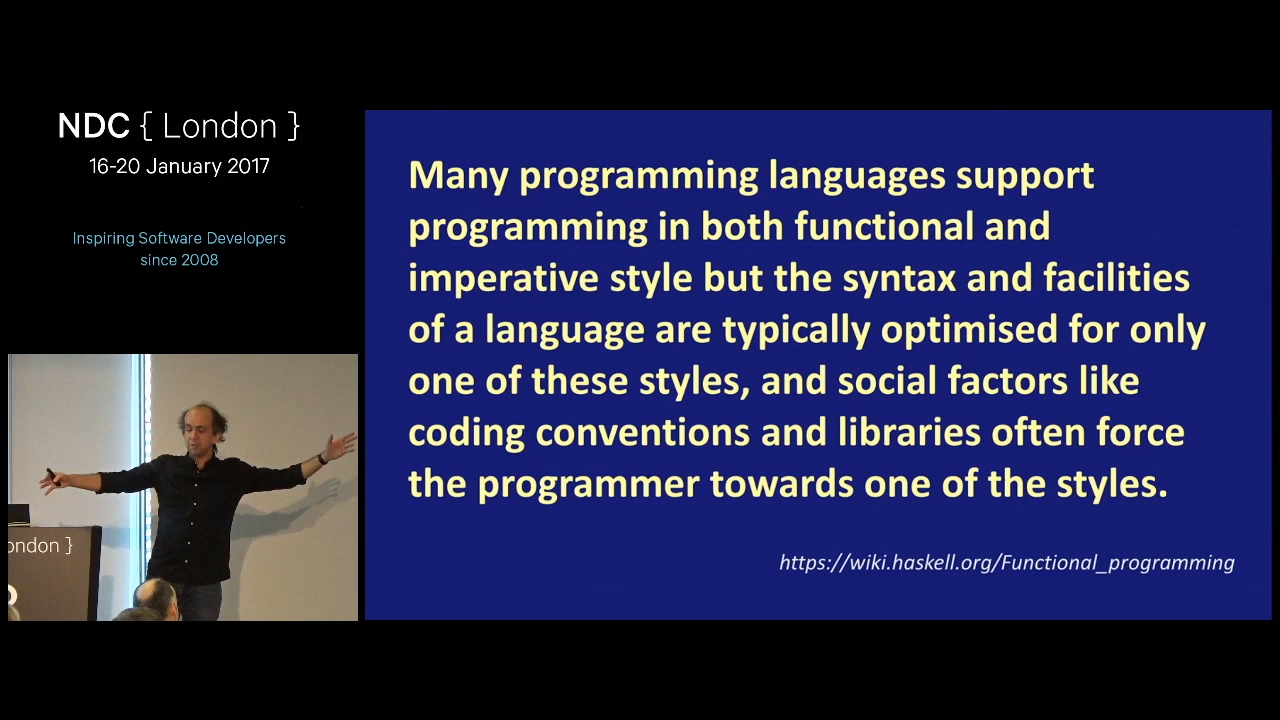 NDC { London }
16-20 January 2017
Inspiring Software Developers
since 2008
Many programming languages support
programming in both functional and
imperative style but the syntax and facilities
of a language are typically optimised for only
one of these styles, and social factors like
coding conventions and libraries often force
the programmer towards one of the styles.
https://wiki.haskell.org/Functional_programming
ondon }